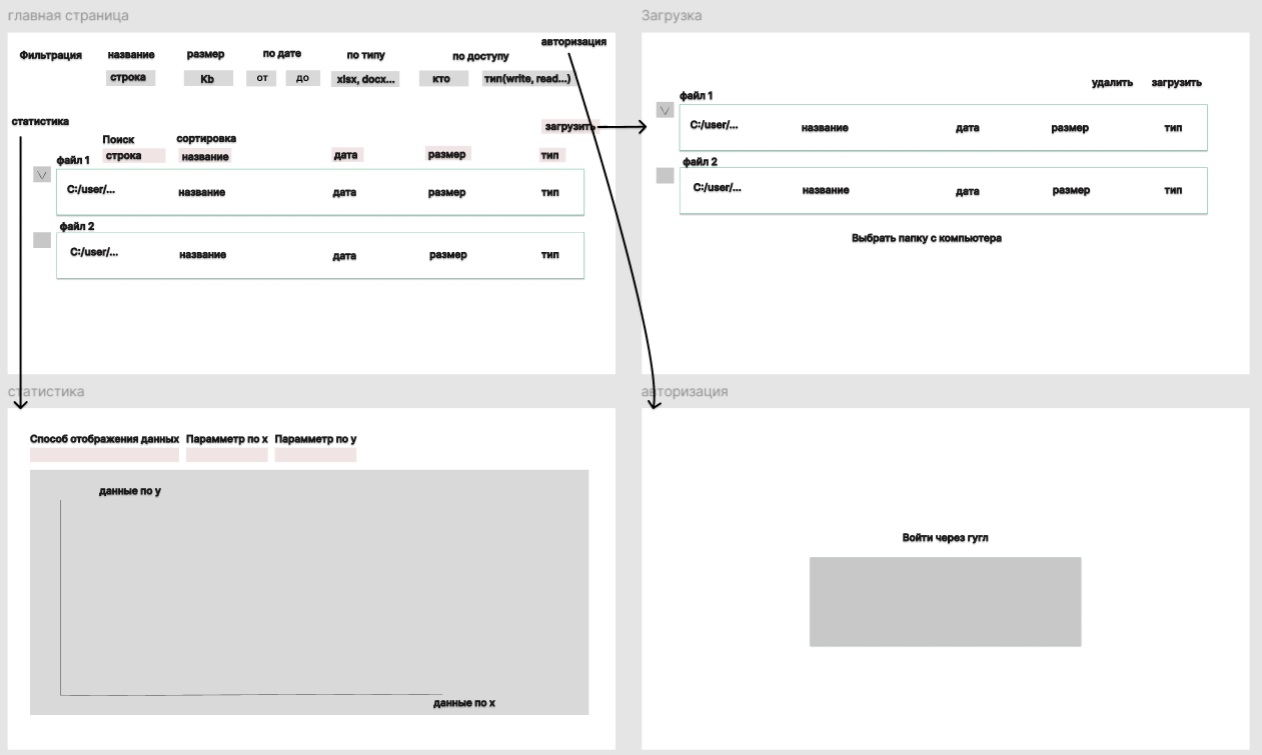 главная страница
авторизация
Фильтрация название размер по дате по типу по доступу
строка Kb от до xlsx, docx... кто тип(write, read...)
статистика
загрузить
Поиск сортировка
строка название дата размер тип
файл 1
C:/user/... название дата размер тип
файл 2
C:/user/... название дата размер тип
Загрузка
удалить загрузить
файл 1
C:/user/... название дата размер тип
файл 2
C:/user/... название дата размер тип
Выбрать папку с компьютера
статистика
Способ отображения данных Парамметр по x Парамметр по y
данные по y
данные по x
авторизация
Войти через гугл